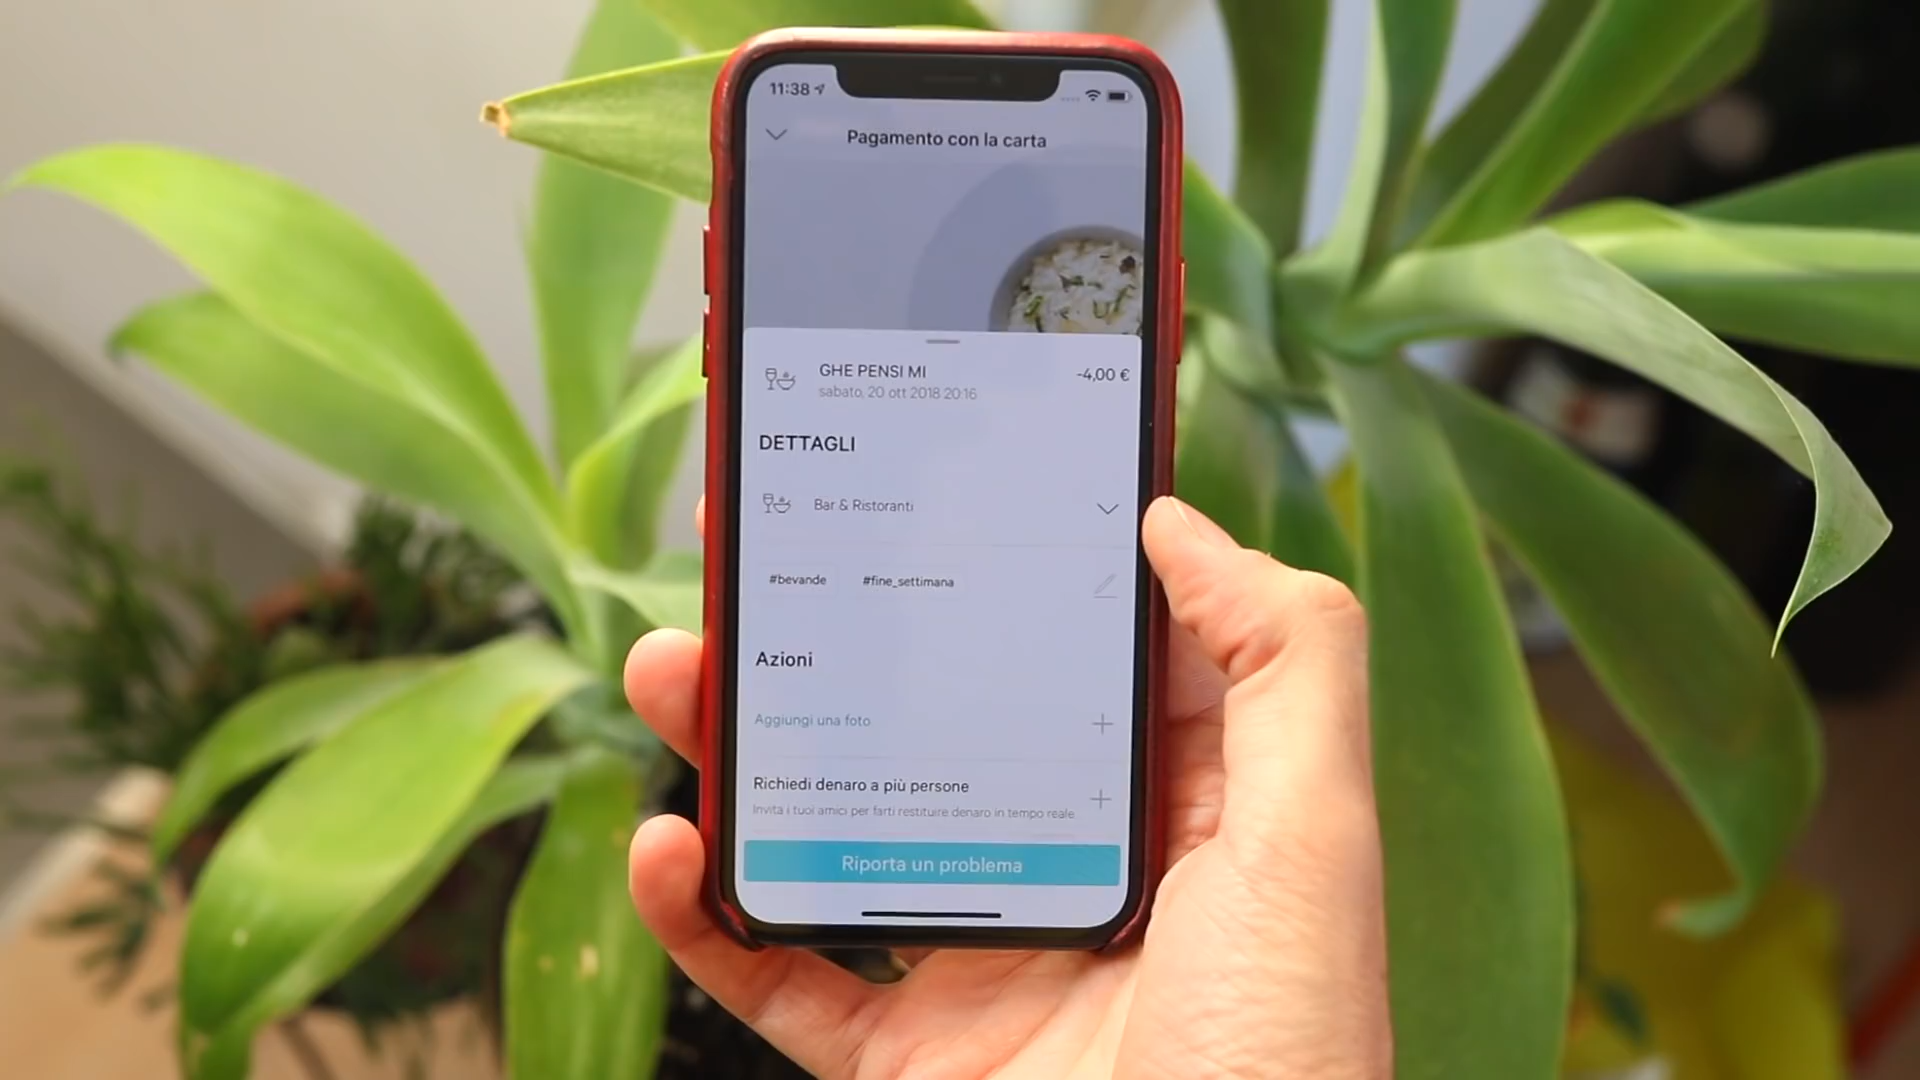 11:38
Pagamento con la carta
GHE PENSI MI
-4,00 €
sabato, 20 ott 2018 20:16
DETTAGLI
Bar & Ristoranti
#bevande #fine_settimana
Azioni
Aggiungi una foto
Richiedi denaro a più persone
Invita i tuoi amici per farti restituire denaro in tempo reale
Riporta un problema